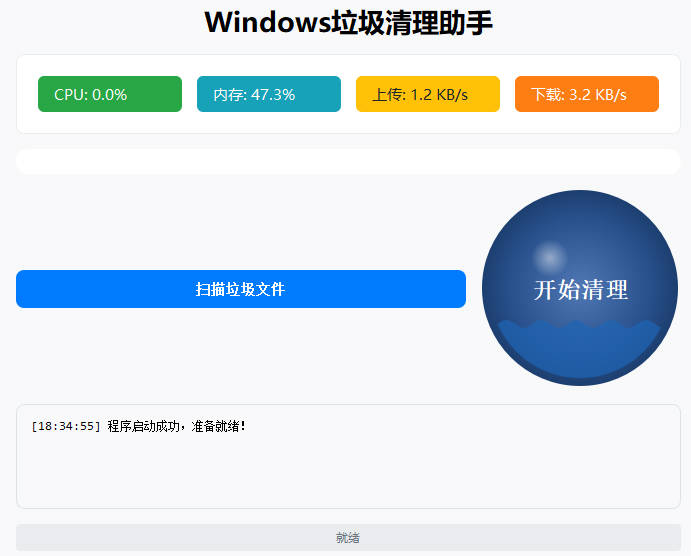 Windows垃圾清理助手
CPU: 0.0%
内存: 47.3%
上传: 1.2 KB/s
下载: 3.2 KB/s
扫描垃圾文件
开始清理
[18:34:55] 程序启动成功，准备就绪!
就绪